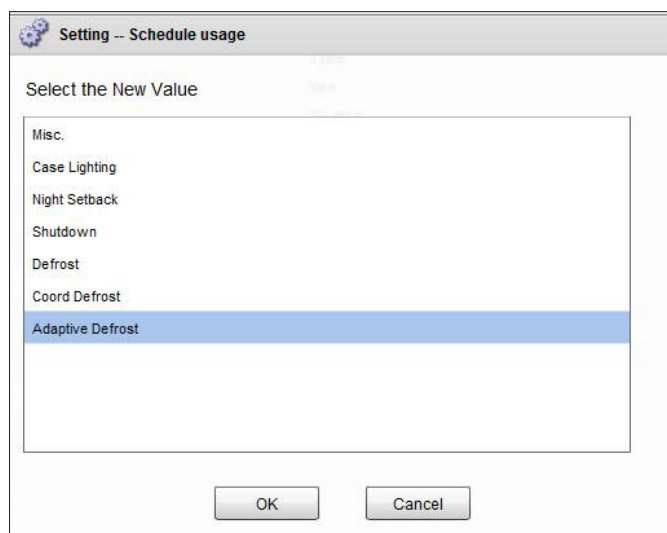 Setting -- Schedule usage
Select the New Value
Misc.
Case Lighting
Night Setback
Shutdown
Defrost
Coord Defrost
Adaptive Defrost
OK
Cancel